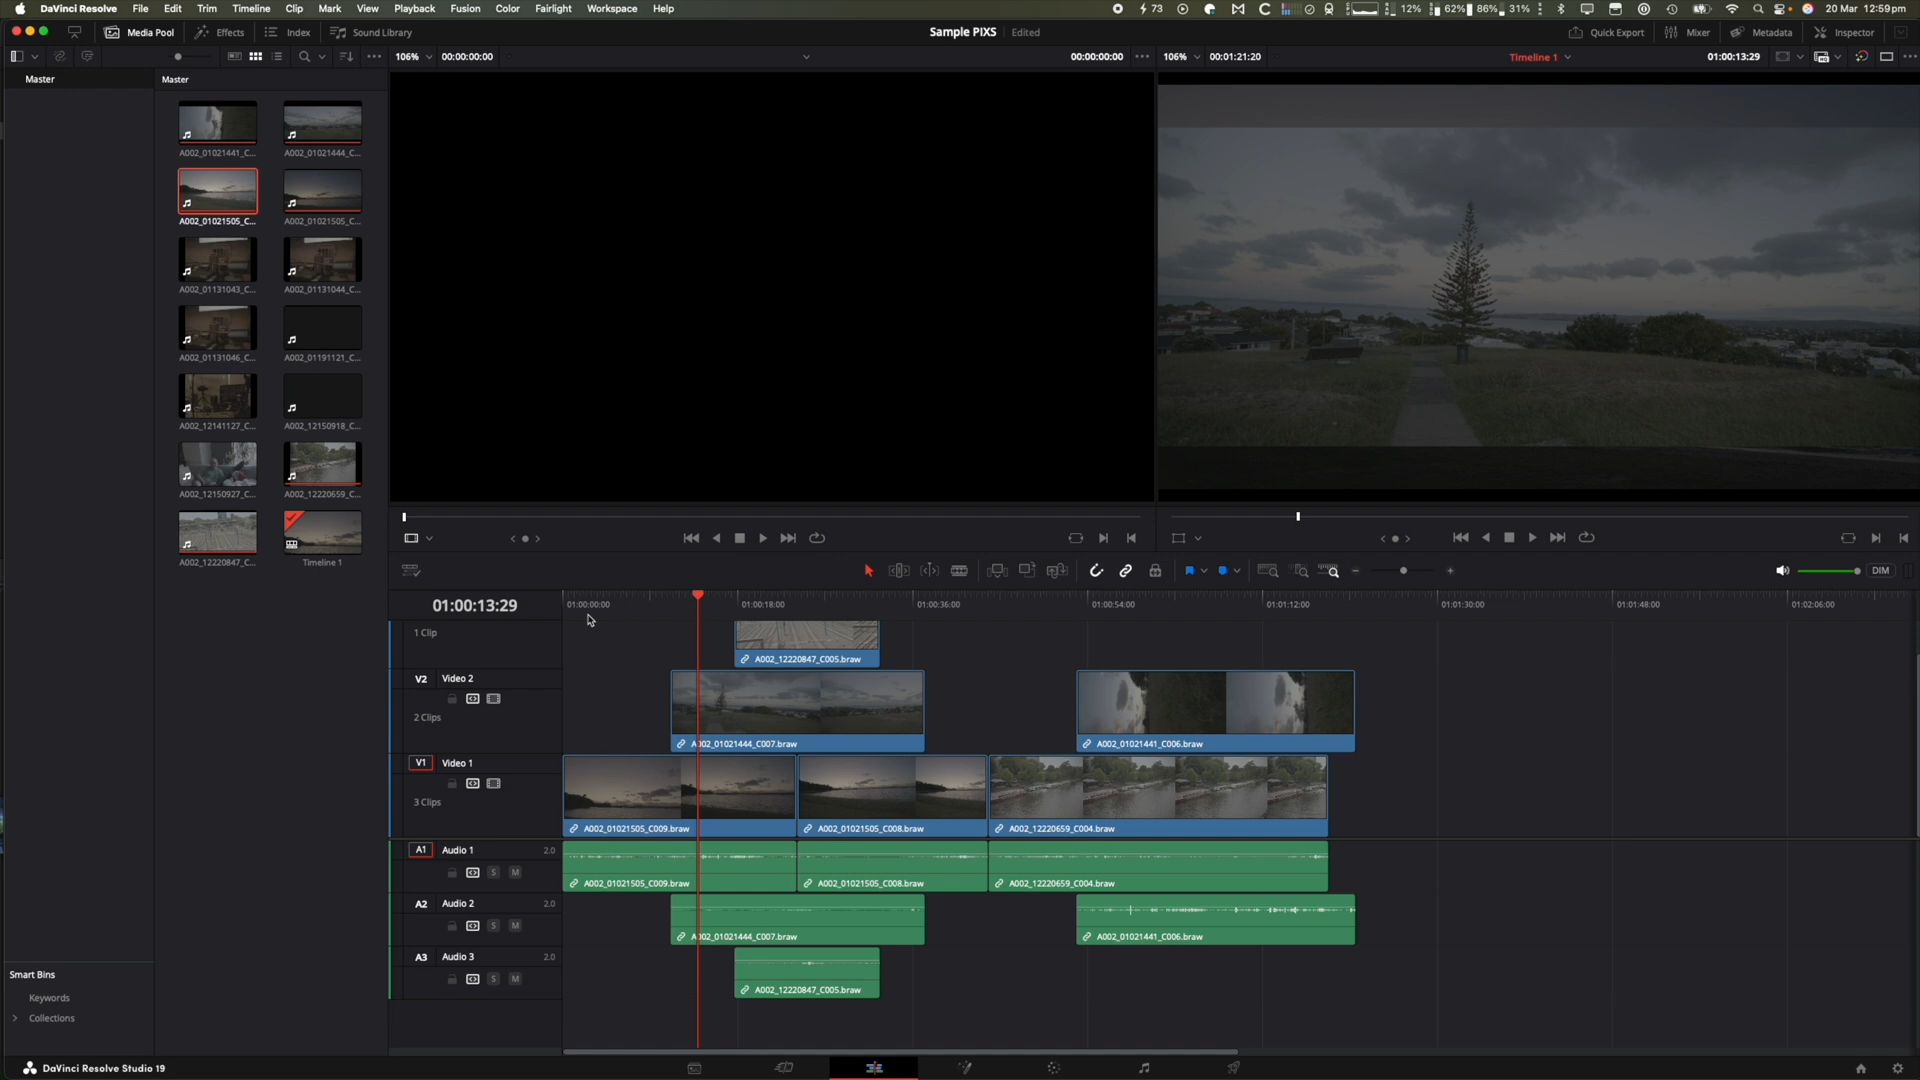 DaVinci Resolve File Edit Trim Timeline Clip Mark View Playback Fusion Color Fairlight Workspace Help 73 12% 62% 86% 31% 20 Mar 12:59pm
Media Pool Effects Index Sound Library Sample PIXS Edited Quick Export Mixer Metadata Inspector
106% 00:00:00:00 00:00:00:00 106% 00:01:21:20 Timeline 1 01:00:13:29
Master Master
A002_01021441_C... A002_01021444_C...
A002_01021505_C... A002_01021505_C...
A002_01131043_C... A002_01131044_C...
A002_01131046_C... A002_01191121_C...
A002_12141127_C... A002_12150918_C...
A002_12150927_C... A002_12220659_C...
A002_12220847_C... Timeline 1
DIM
01:00:13:29 01:00:00:00 01:00:18:00 01:00:36:00 01:00:54:00 01:01:12:00 01:01:30:00 01:01:48:00 01:02:06:00
1 Clip
A002_12220847_C005.braw
V2 Video 2
2 Clips
A002_01021444_C007.braw A002_01021441_C006.braw
V1 Video 1
3 Clips
A002_01021505_C009.braw A002_01021505_C008.braw A002_12220659_C004.braw
A1 Audio 1 2.0
S M
A002_01021505_C009.braw A002_01021505_C008.braw A002_12220659_C004.braw
A2 Audio 2 2.0
S M
A002_01021444_C007.braw A002_01021441_C006.braw
A3 Audio 3 2.0
S M
A002_12220847_C005.braw
Smart Bins
Keywords
Collections
DaVinci Resolve Studio 19